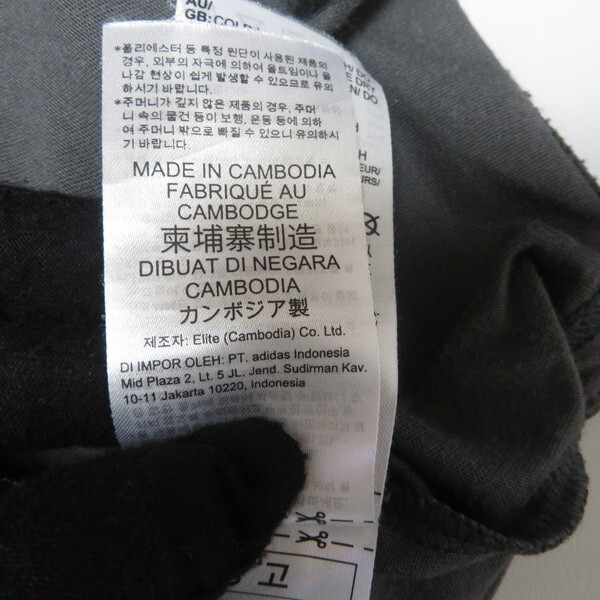 AU/
GB: COLD
*폴리에스터 등 특정 원단이 사용된 제품의
경우, 외부의 자극에 의하여 올트임이나 올
나감 현상이 쉽게 발생할 수 있으므로 유의
하시기 바랍니다.
*주머니가 깊지 않은 제품의 경우, 주머
니 속의 물건 등이 보행, 운동 등에 의하
여 주머니 밖으로 빠질 수 있으니 유의하시
기 바랍니다.
MADE IN CAMBODIA
FABRIQUÉ AU
CAMBODGE
柬埔寨制造
DIBUAT DI NEGARA
CAMBODIA
カンボジア製
제조자: Elite (Cambodia) Co. Ltd.
DI IMPOR OLEH: PT. adidas Indonesia
Mid Plaza 2, Lt. 5 JL. Jend. Sudirman Kav.
10-11 Jakarta 10220, Indonesia
H/ DO
E DRY
N/ DO
H
EUR/
URS/